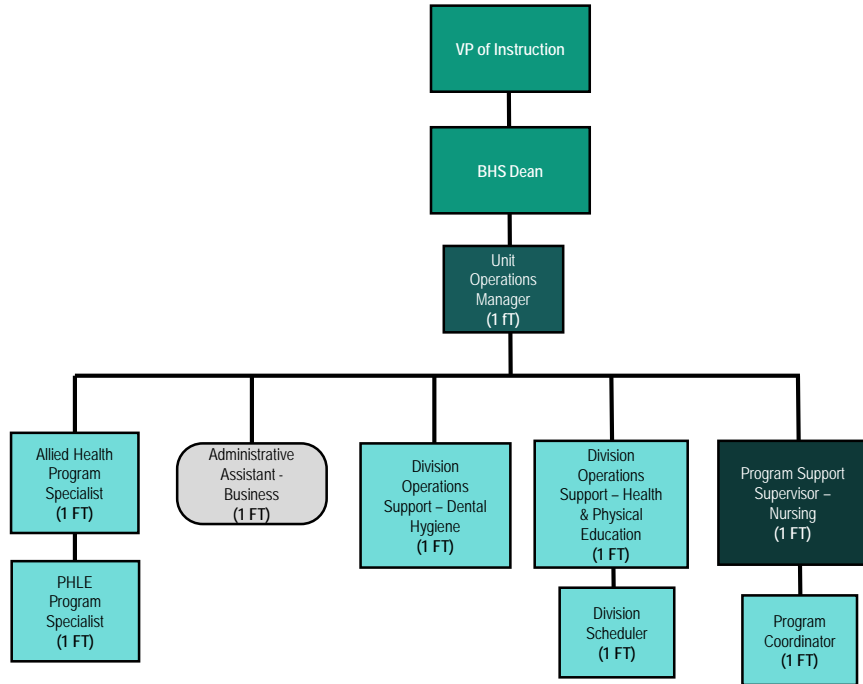 VP of Instruction
BHS Dean
Unit
Operations
Manager
(1 fT)
Allied Health
Program
Specialist
(1 FT)
Administrative
Assistant -
Business
(1 FT)
Division
Operations
Support – Dental
Hygiene
(1 FT)
Division
Operations
Support – Health
& Physical
Education
(1 FT)
Program Support
Supervisor –
Nursing
(1 FT)
PHLE
Program
Specialist
(1 FT)
Division
Scheduler
(1 FT)
Program
Coordinator
(1 FT)